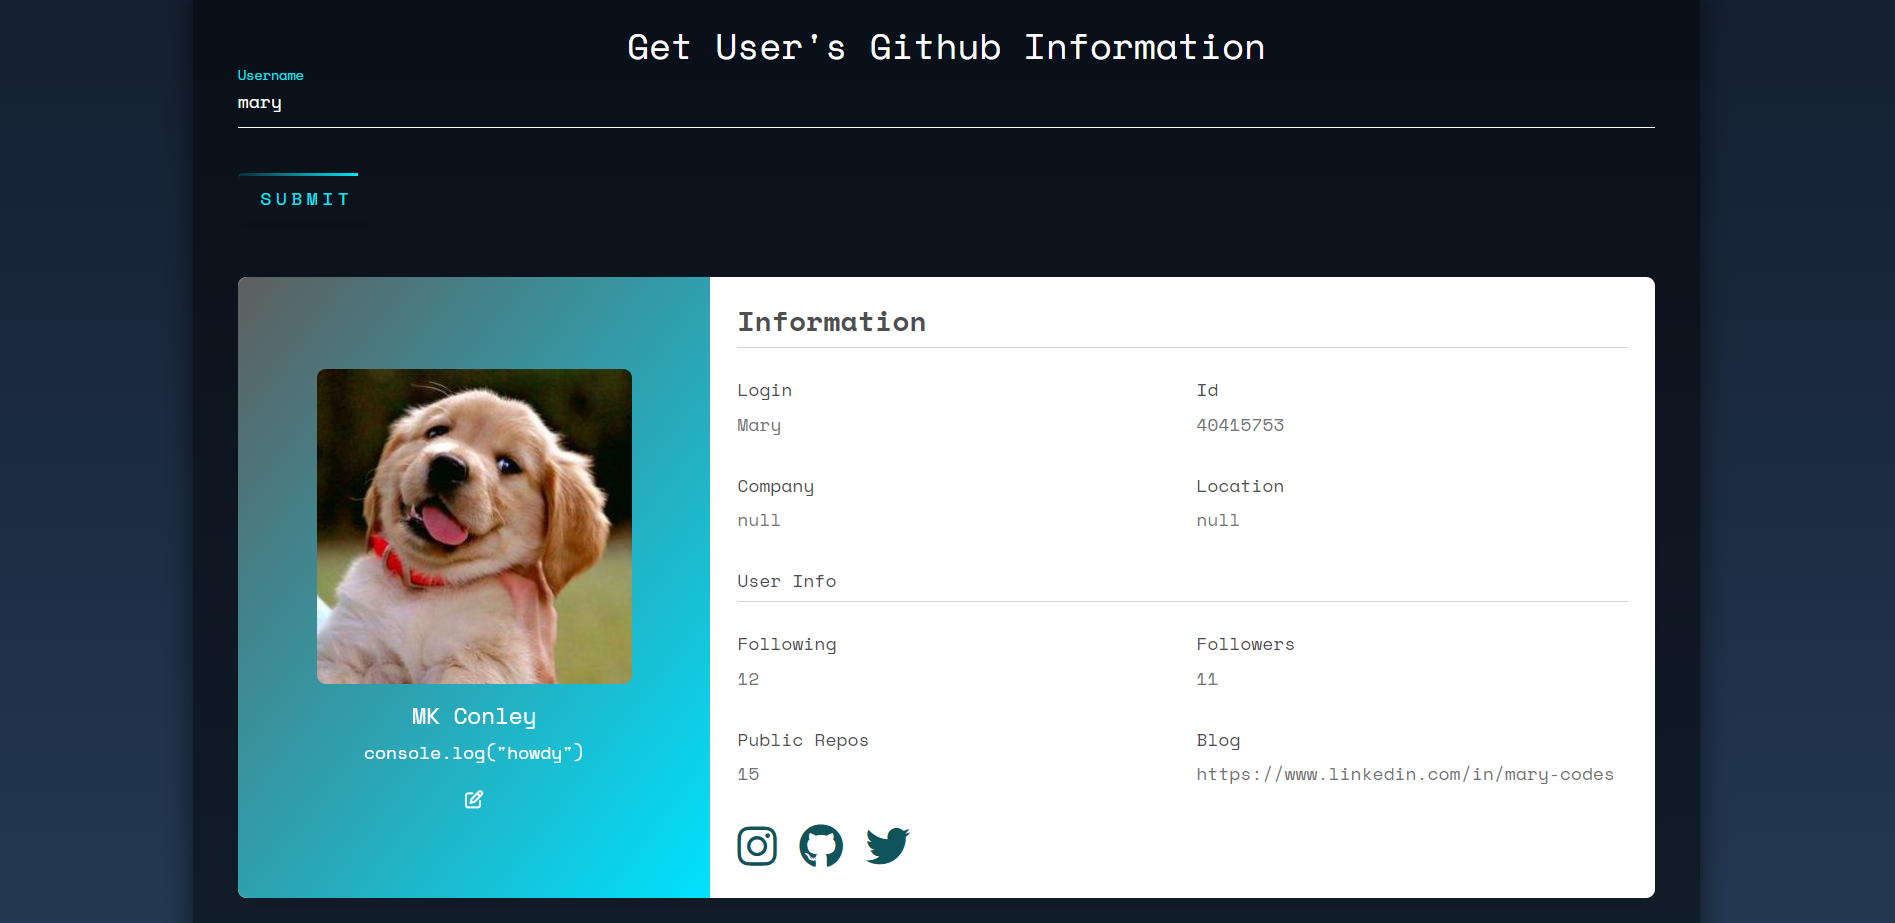 Get User's Github Information
Username
mary
SUBMIT
MK Conley
console.log("howdy")
Information
Login
Id
Mary
40415753
Company
Location
null
null
User Info
Following
Followers
12
11
Public Repos
Blog
15
https://www.linkedin.com/in/mary-codes